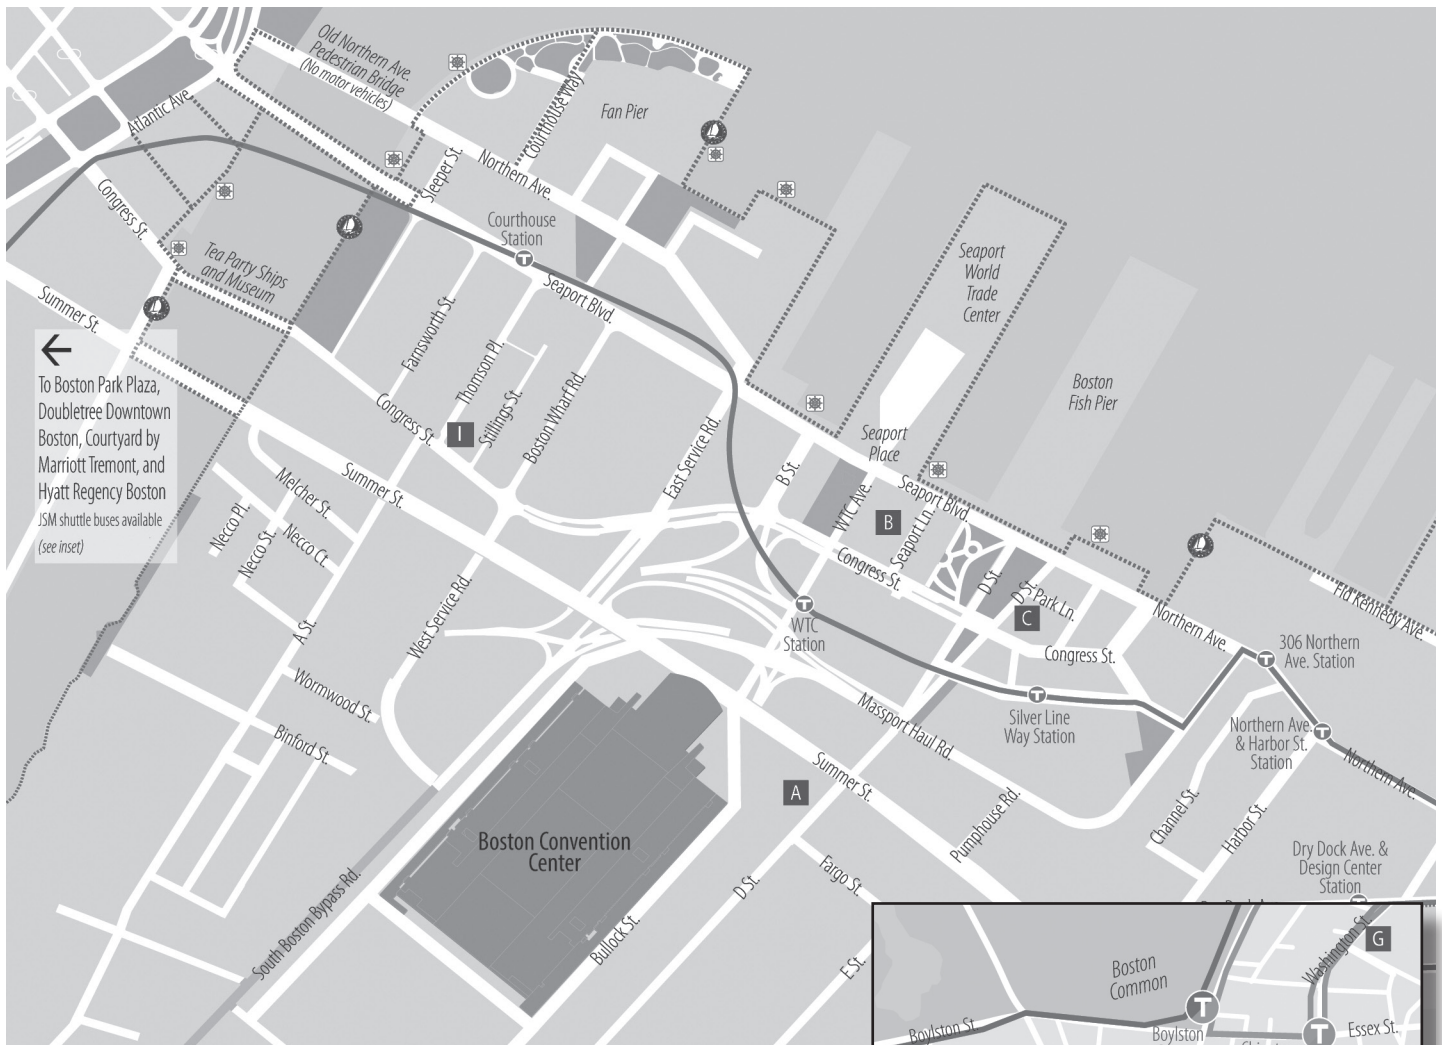 Old Northern Ave.
Pedestrian Bridge
(No motor vehicles)
Atlantic Ave.
Courthouse Way
Fan Pier
Sleeper St.
Northern Ave.
Congress St.
Courthouse
Station
Tea Party Ships
and Museum
Seaport
World
Trade
Center
Summer St.
Seaport Blvd.
Farnsworth St.
Thomson Pl.
Stillings St.
Boston Wharf Rd.
←
To Boston Park Plaza,
Doubletree Downtown
Boston, Courtyard by
Marriott Tremont, and
Hyatt Regency Boston
JSM shuttle buses available
(see inset)
Congress St.
I
Boston
Fish Pier
Seaport
Place
East Service Rd.
B St.
Summer St.
Melcher St.
Necco Pl.
Necco St.
Necco Ct.
WTC Ave.
B
Seaport Ln.
Seaport Blvd.
Congress St.
D St.
D St.
Park Ln.
C
Fid Kennedy Ave.
Northern Ave.
A St.
West Service Rd.
T
WTC
Station
Congress St.
T
306 Northern
Ave. Station
Wormwood St.
Binford St.
Massport Haul Rd.
T
Silver Line
Way Station
Northern Ave.
& Harbor St.
Station
T
Northern Ave.
Summer St.
A
Boston Convention
Center
Pumphouse Rd.
Channel St.
Harbor St.
Dry Dock Ave. &
Design Center
Station
D St.
Fargo St.
South Boston Bypass Rd.
Bullock St.
E St.
Washington St.
G
Boston
Common
T
Boylston St.
Boylston
T
Essex St.